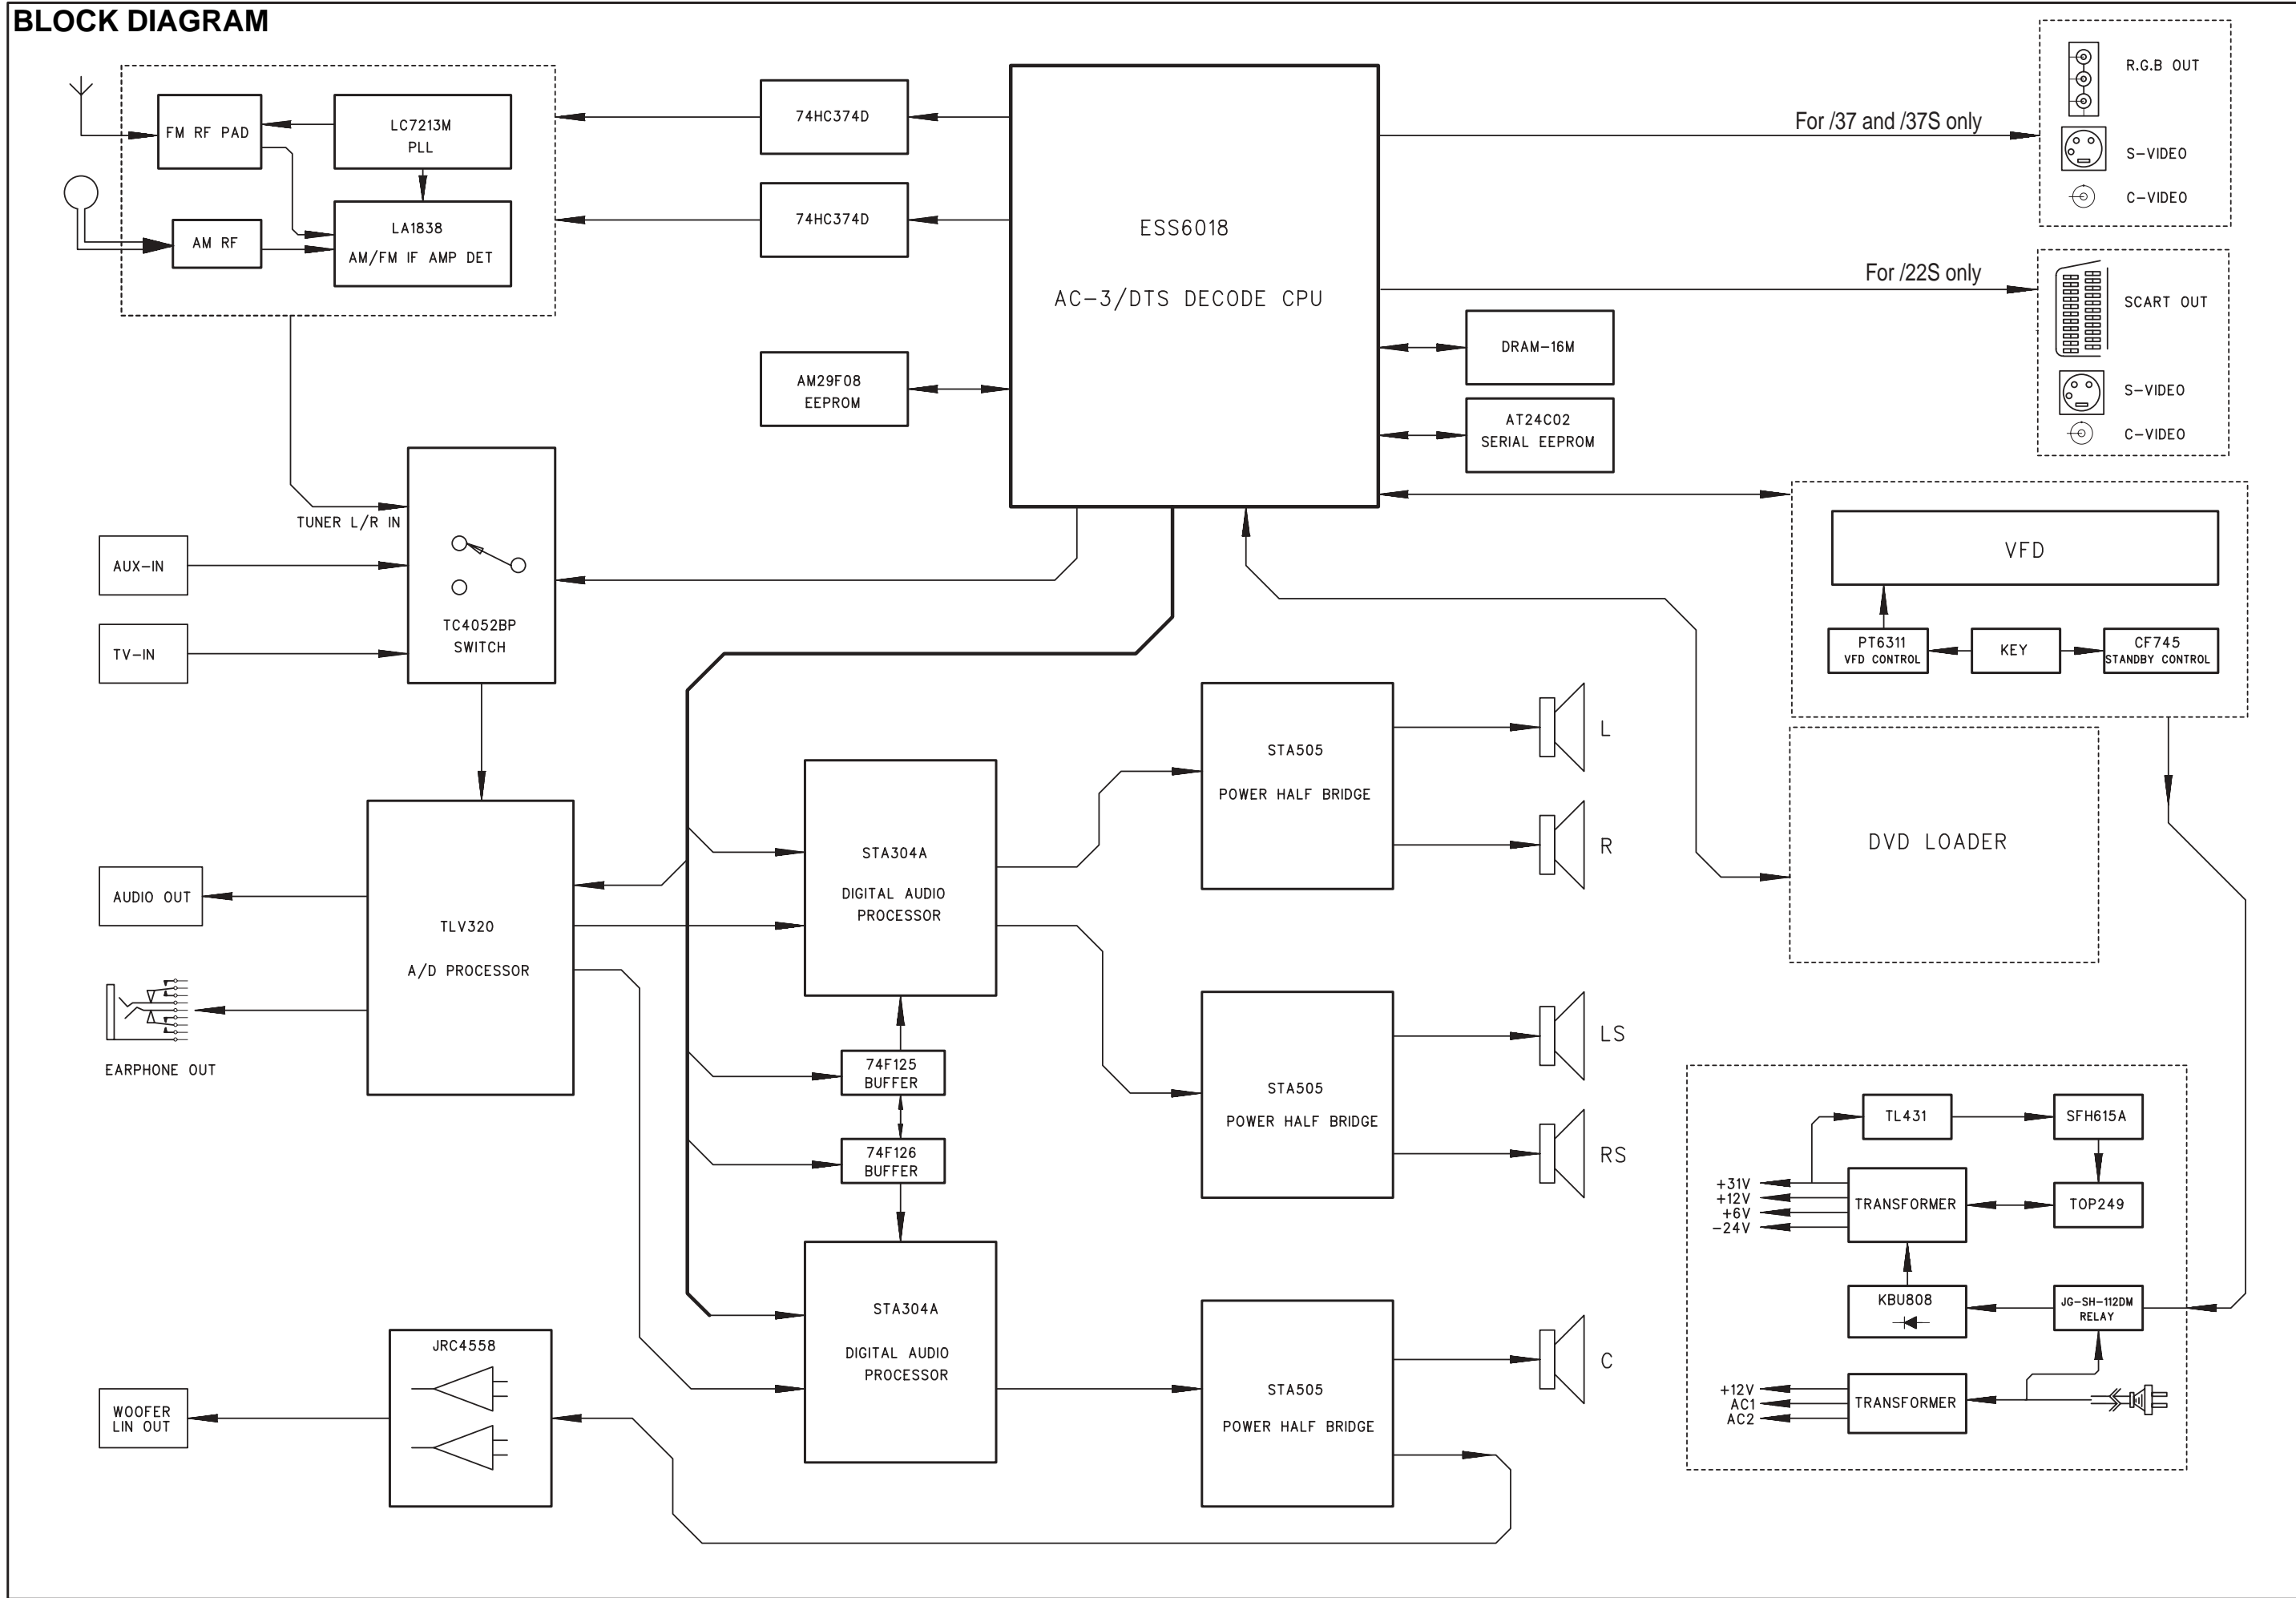 BLOCK DIAGRAM
FM RF PAD
LC7213M
PLL
AM RF
LA1838
AM/FM IF AMP DET
74HC374D
74HC374D
AM29F08
EEPROM
ESS6018
AC-3/DTS DECODE CPU
For /37 and /37S only
R.G.B OUT
S-VIDEO
C-VIDEO
For /22S only
SCART OUT
S-VIDEO
C-VIDEO
DRAM-16M
AT24C02
SERIAL EEPROM
TUNER L/R IN
AUX-IN
TV-IN
TC4052BP
SWITCH
VFD
PT6311
VFD CONTROL
KEY
CF745
STANDBY CONTROL
DVD LOADER
AUDIO OUT
EARPHONE OUT
TLV320
A/D PROCESSOR
STA304A
DIGITAL AUDIO
PROCESSOR
74F125
BUFFER
74F126
BUFFER
STA304A
DIGITAL AUDIO
PROCESSOR
STA505
POWER HALF BRIDGE
L
R
STA505
POWER HALF BRIDGE
LS
RS
STA505
POWER HALF BRIDGE
C
JRC4558
WOOFER
LIN OUT
TL431
SFH615A
+31V
+12V
+6V
-24V
TRANSFORMER
TOP249
KBU808
JG-SH-112DM
RELAY
+12V
AC1
AC2
TRANSFORMER